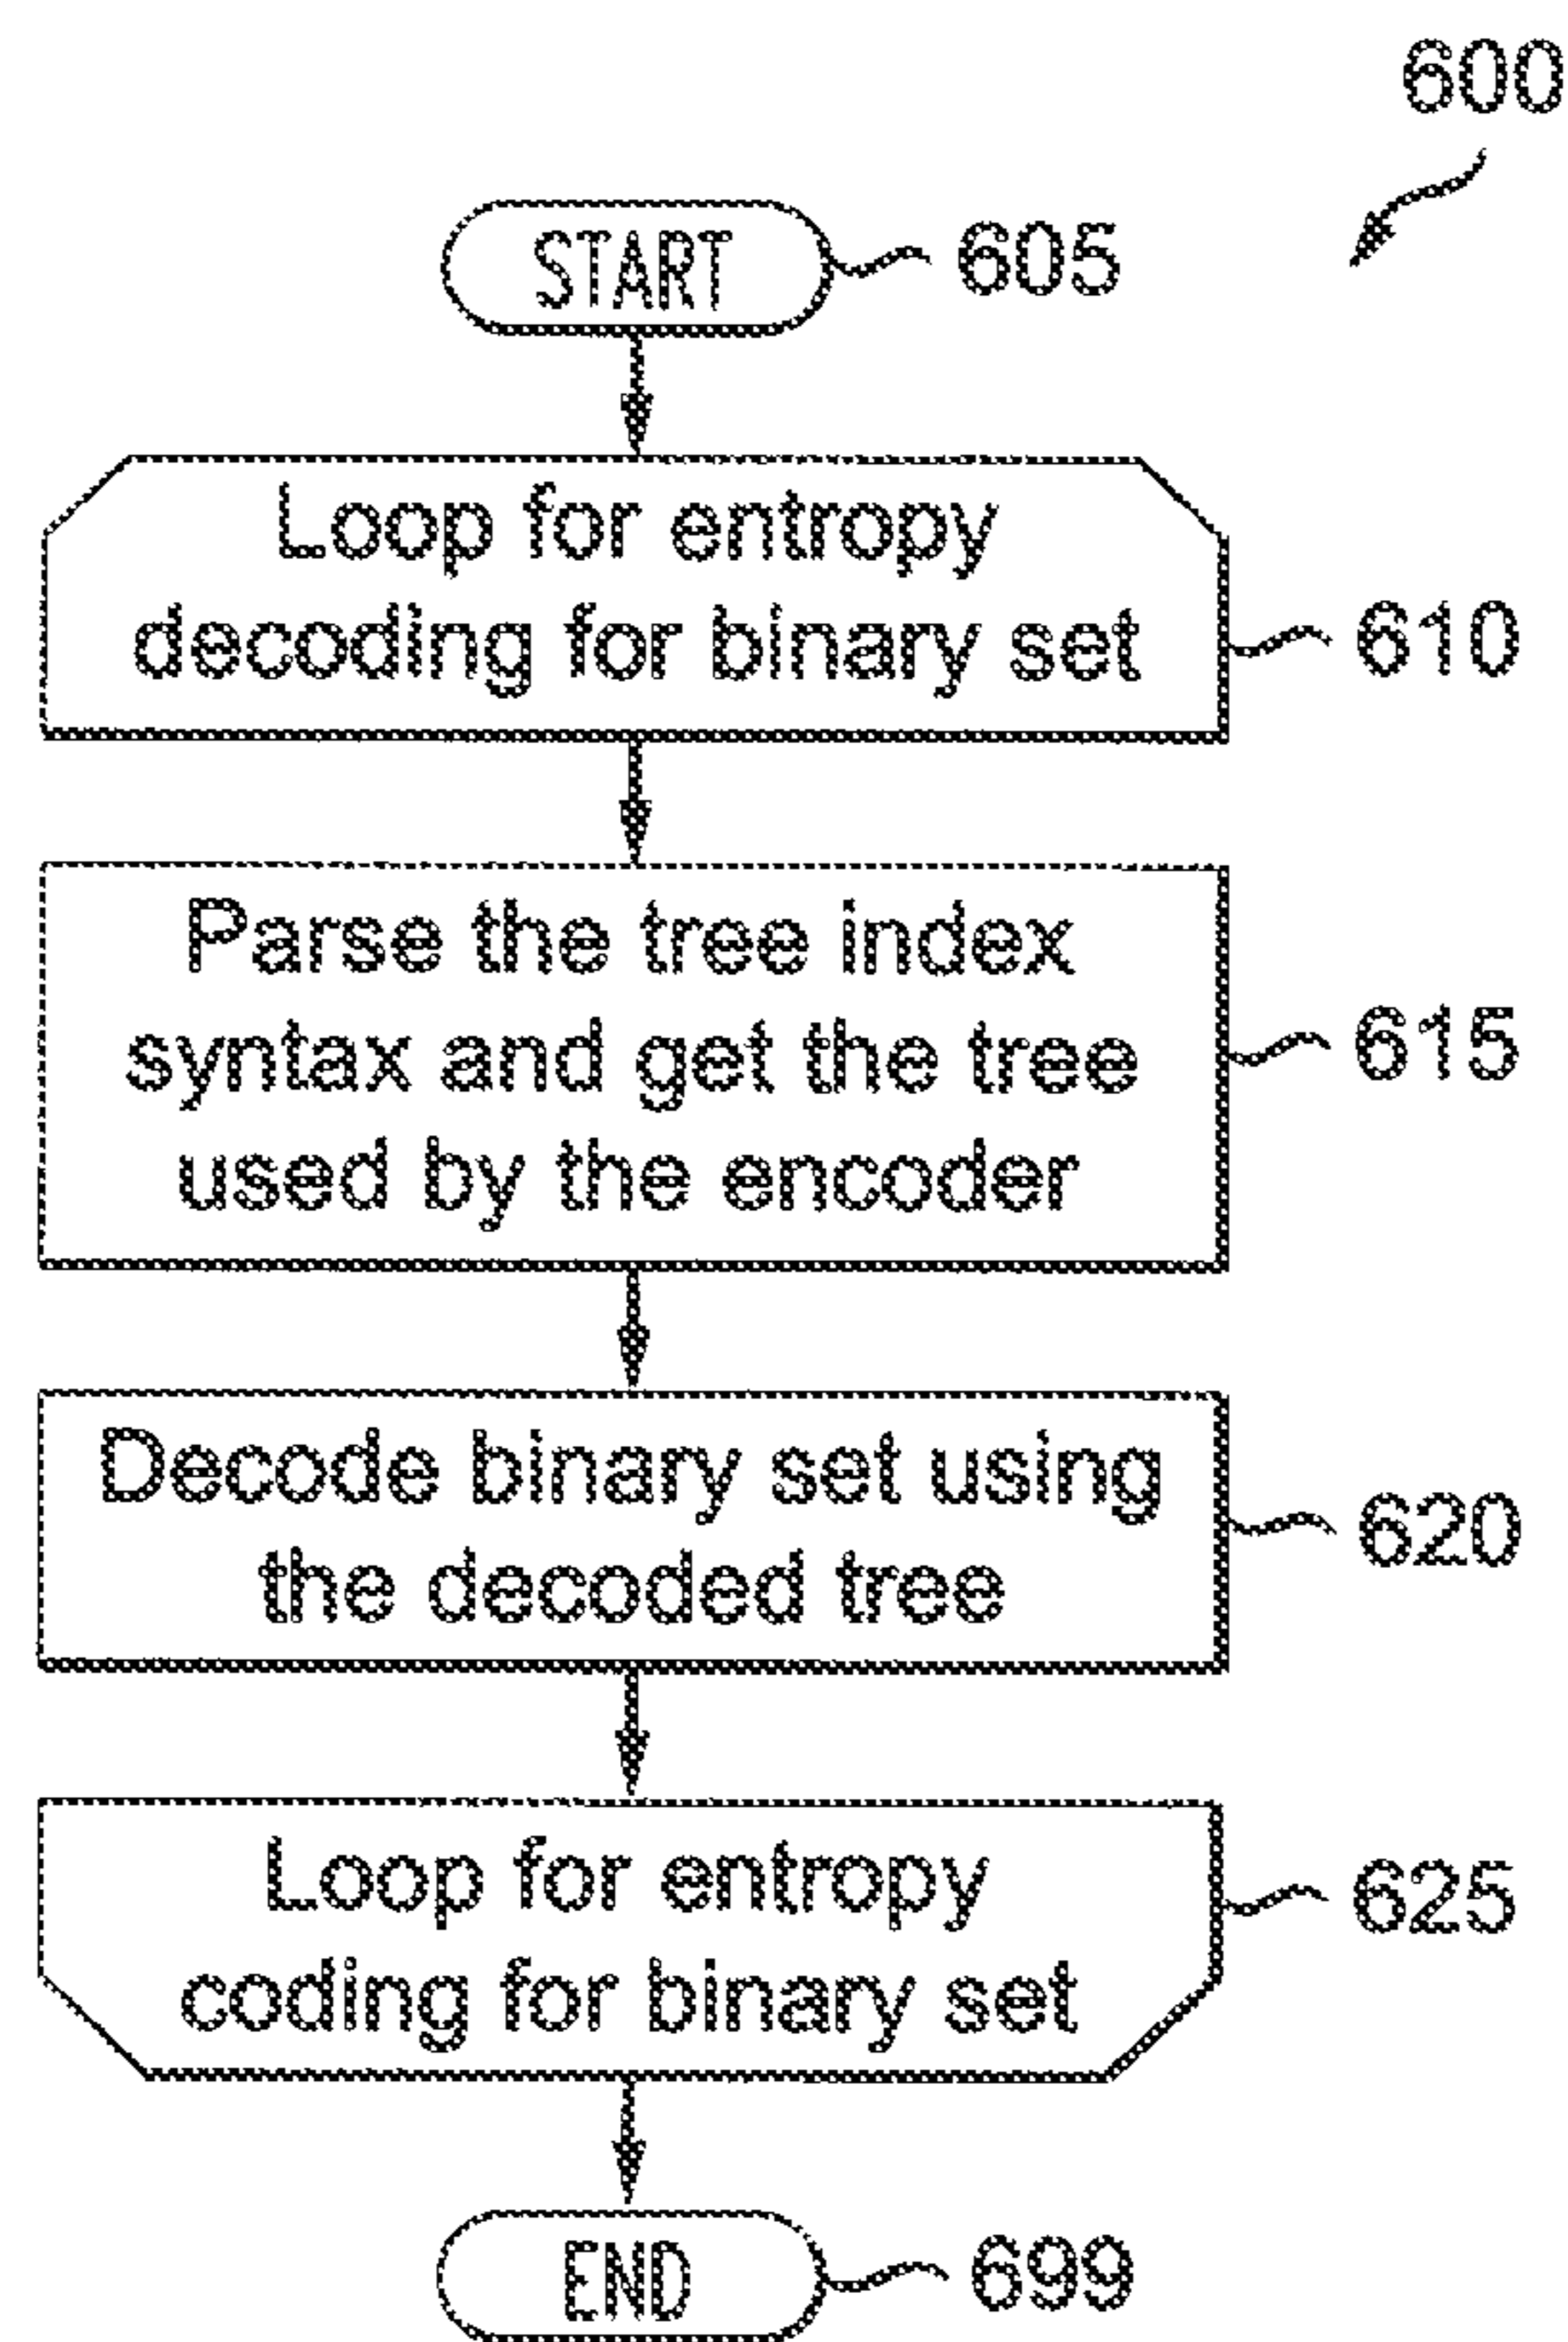 600
START
605
Loop for entropy
decoding for binary set
610
Parse the tree index
syntax and get the tree
used by the encoder
615
Decode binary set using
the decoded tree
620
Loop for entropy
coding for binary set
625
END
699